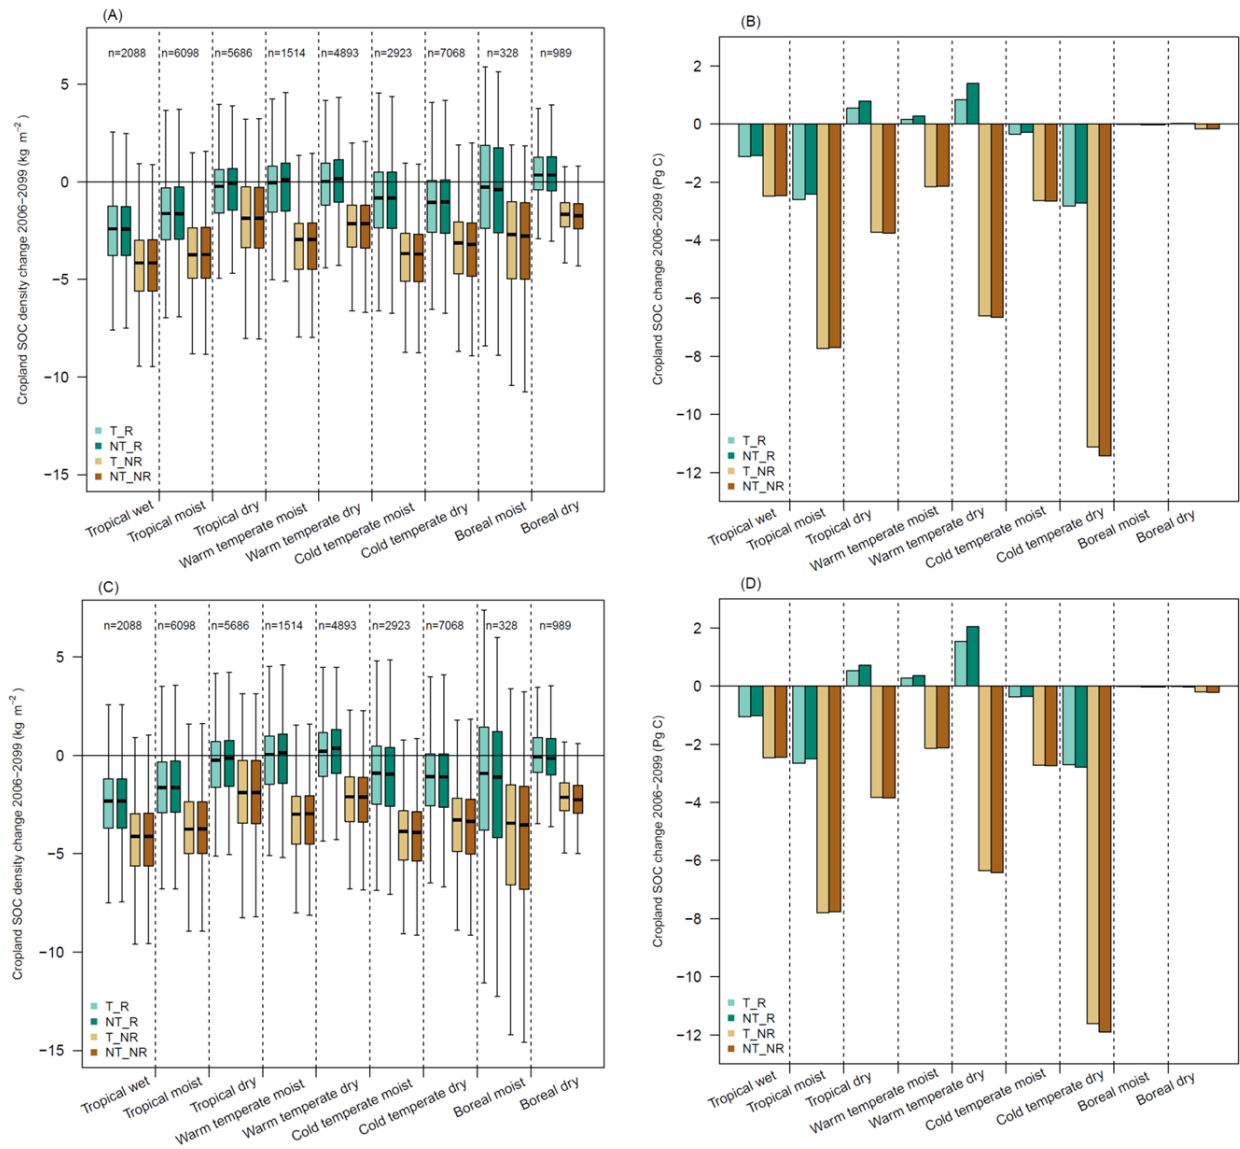 (A)
Cropland SOC density change 2006−2099 (kg m−2)
5
0
−5
−10
−15
n=2088 n=6098 n=5686 n=1514 n=4893 n=2923 n=7068 n=328 n=989
T_R
NT_R
T_NR
NT_NR
Tropical wet
Tropical moist
Tropical dry
Warm temperate moist
Warm temperate dry
Cold temperate moist
Cold temperate dry
Boreal moist
Boreal dry
(B)
Cropland SOC change 2006−2099 (Pg C)
2
0
−2
−4
−6
−8
−10
−12
T_R
NT_R
T_NR
NT_NR
Tropical wet
Tropical moist
Tropical dry
Warm temperate moist
Warm temperate dry
Cold temperate moist
Cold temperate dry
Boreal moist
Boreal dry
(C)
Cropland SOC density change 2006−2099 (kg m−2)
5
0
−5
−10
−15
n=2088 n=6098 n=5686 n=1514 n=4893 n=2923 n=7068 n=328 n=989
T_R
NT_R
T_NR
NT_NR
Tropical wet
Tropical moist
Tropical dry
Warm temperate moist
Warm temperate dry
Cold temperate moist
Cold temperate dry
Boreal moist
Boreal dry
(D)
Cropland SOC change 2006−2099 (Pg C)
2
0
−2
−4
−6
−8
−10
−12
T_R
NT_R
T_NR
NT_NR
Tropical wet
Tropical moist
Tropical dry
Warm temperate moist
Warm temperate dry
Cold temperate moist
Cold temperate dry
Boreal moist
Boreal dry